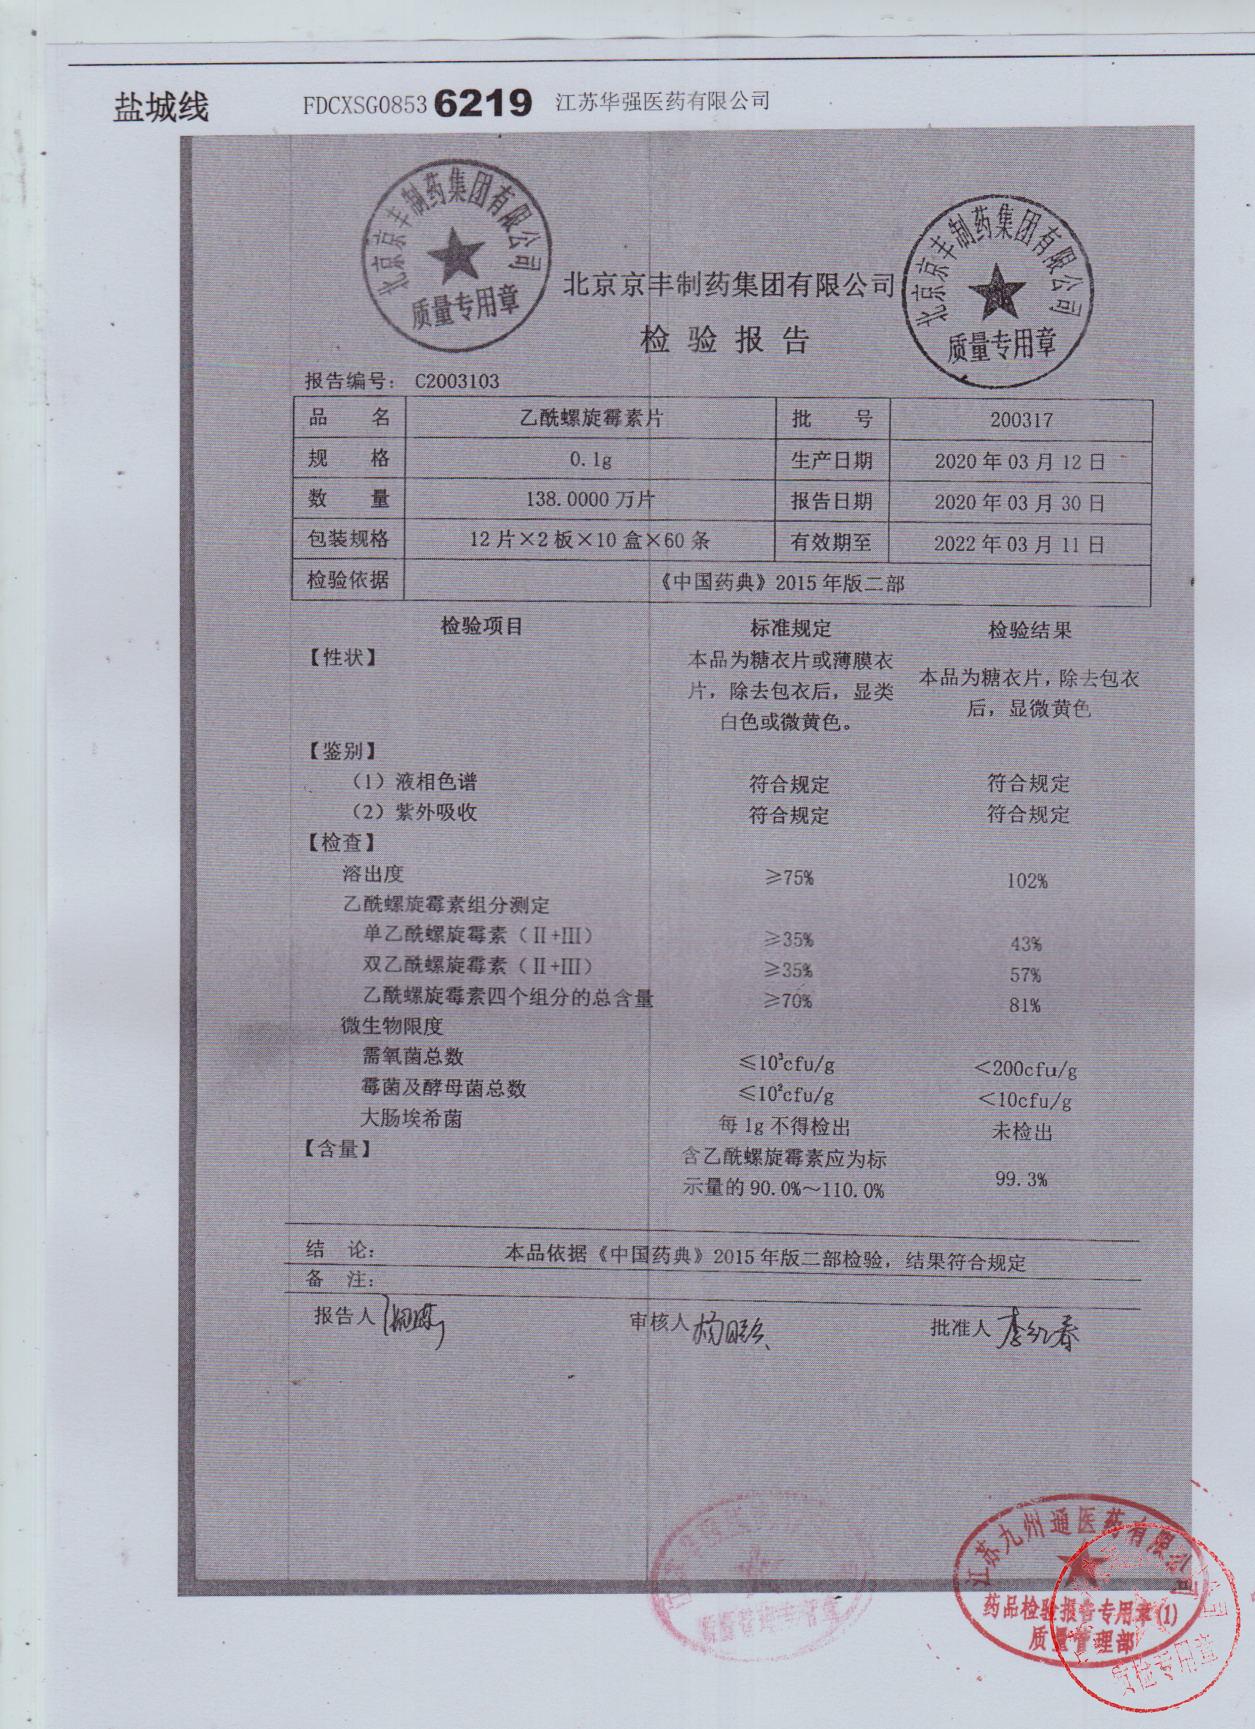 盐城线 FDCXSG0853 6219 江苏华强医药有限公司
北京京丰制药集团有限公司
质量专用章
北京京丰制药集团有限公司
质量专用章
北京京丰制药集团有限公司
检验报告
报告编号： C2003103
品 名 乙酰螺旋霉素片 批 号 200317
规 格 0.1g 生产日期 2020年03月12日
数 量 138.0000万片 报告日期 2020年03月30日
包装规格 12片×2板×10盒×60条 有效期至 2022年03月11日
检验依据 《中国药典》2015年版二部
检验项目 标准规定 检验结果
【性状】 本品为糖衣片或薄膜衣
片，除去包衣后，显类
白色或微黄色。
本品为糖衣片，除去包衣
后，显微黄色
【鉴别】
（1）液相色谱 符合规定 符合规定
（2）紫外吸收 符合规定 符合规定
【检查】
溶出度 ≥75% 102%
乙酰螺旋霉素组分测定
单乙酰螺旋霉素（Ⅱ+Ⅲ） ≥35% 43%
双乙酰螺旋霉素（Ⅱ+Ⅲ） ≥35% 57%
乙酰螺旋霉素四个组分的总含量 ≥70% 81%
微生物限度
需氧菌总数 ≤10³cfu/g <200cfu/g
霉菌及酵母菌总数 ≤10²cfu/g <10cfu/g
大肠埃希菌 每1g不得检出 未检出
【含量】 含乙酰螺旋霉素应为标
示量的90.0%～110.0% 99.3%
结 论： 本品依据《中国药典》2015年版二部检验，结果符合规定
备 注：
报告人 审核人 批准人 李红春
江苏九州通医药有限公司
药品检验报告专用章(1)
质量管理部
质检专用章